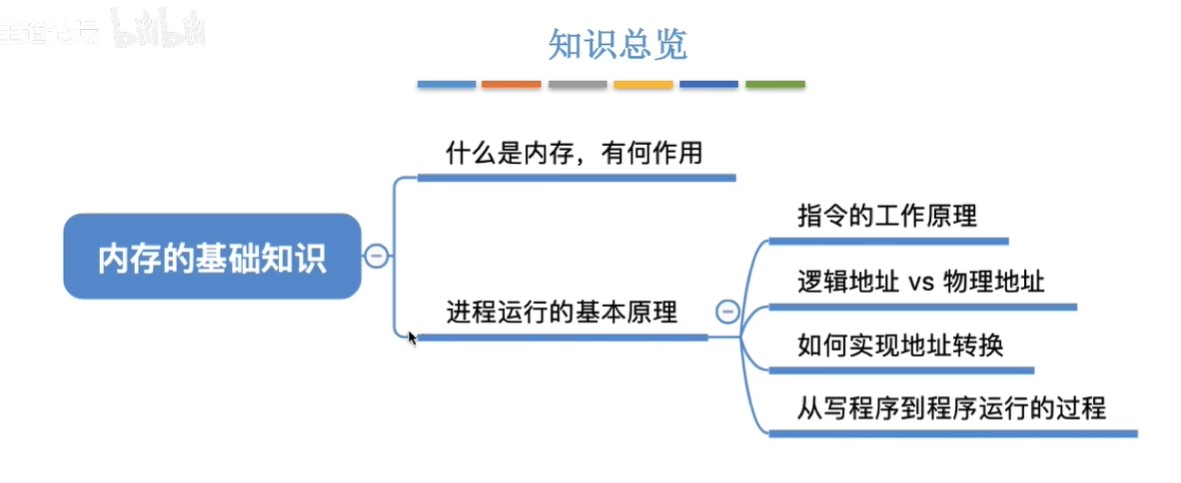 王道论坛 bilibili
知识总览
什么是内存，有何作用
指令的工作原理
内存的基础知识
逻辑地址 vs 物理地址
进程运行的基本原理
如何实现地址转换
从写程序到程序运行的过程